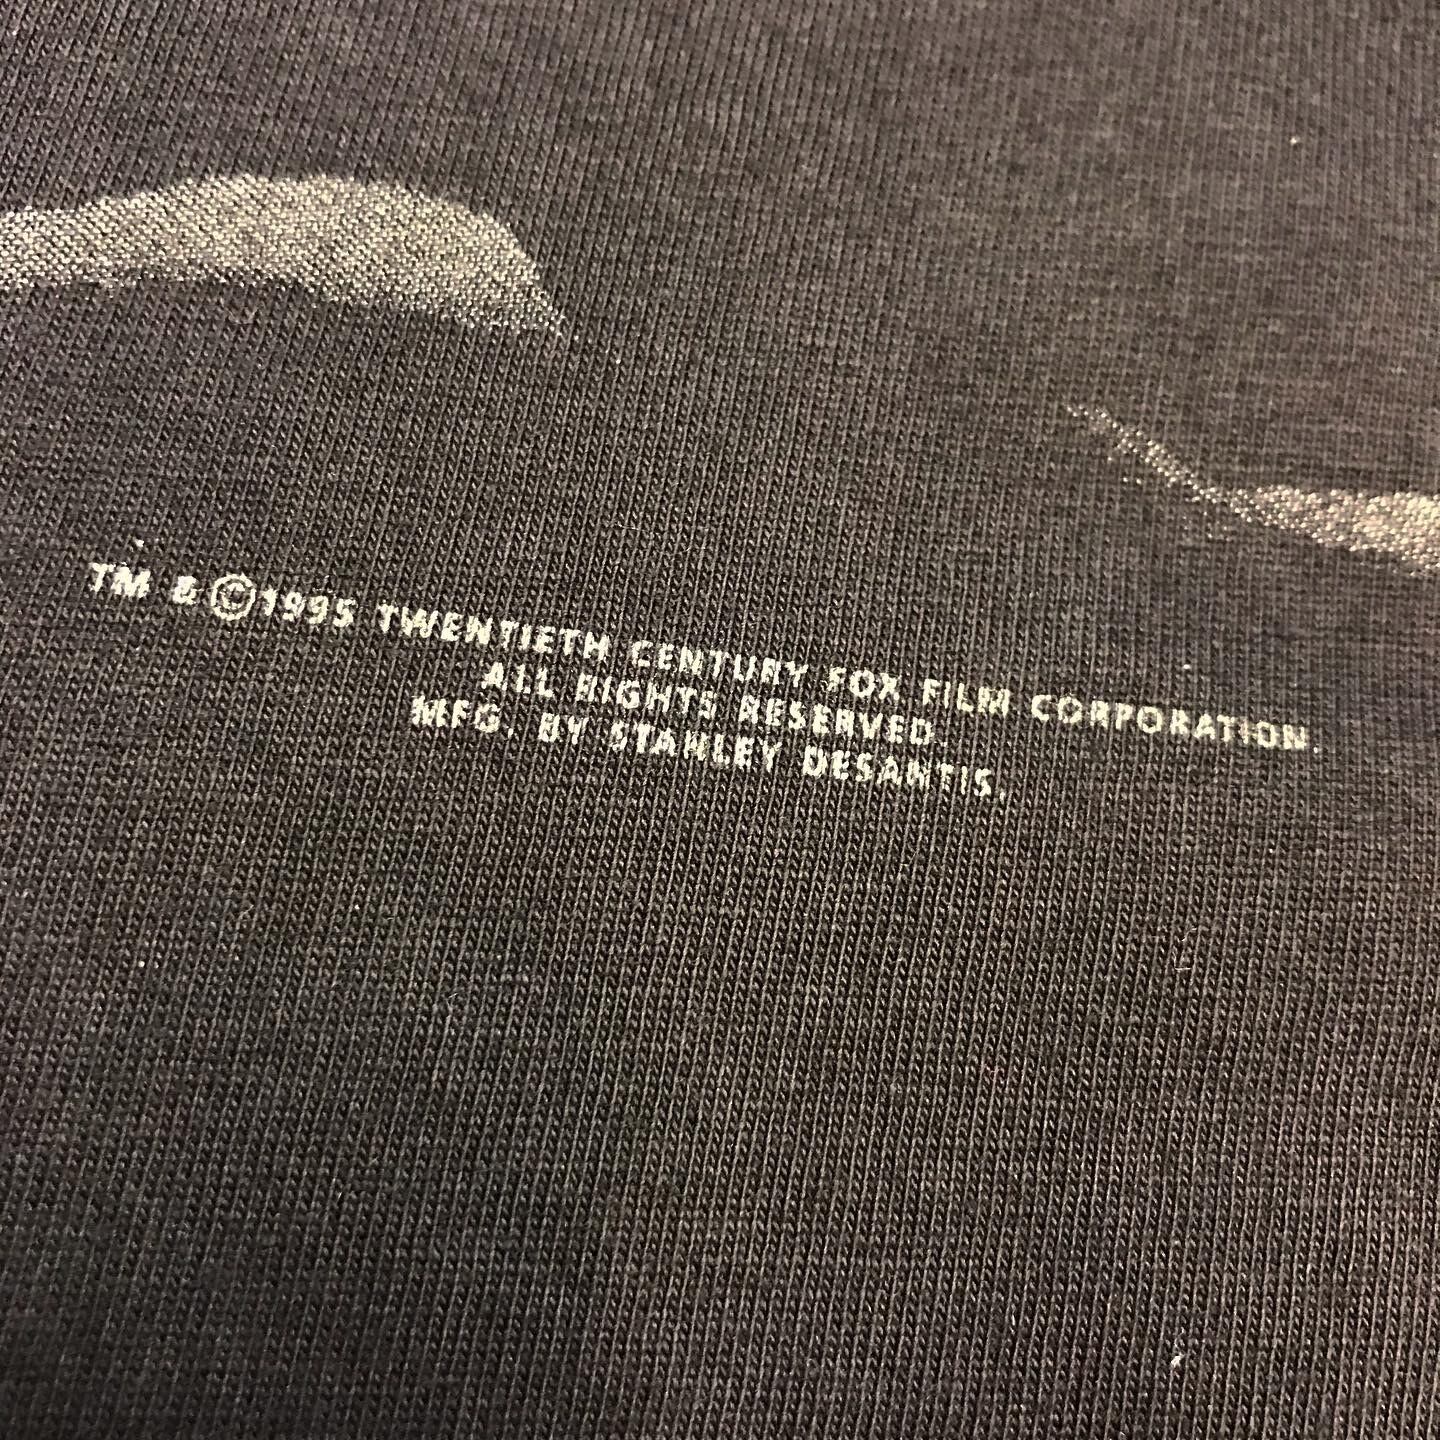 TM & ©1995 TWENTIETH CENTURY FOX FILM CORPORATION.
ALL RIGHTS RESERVED.
MFG. BY STANLEY DESANTIS.